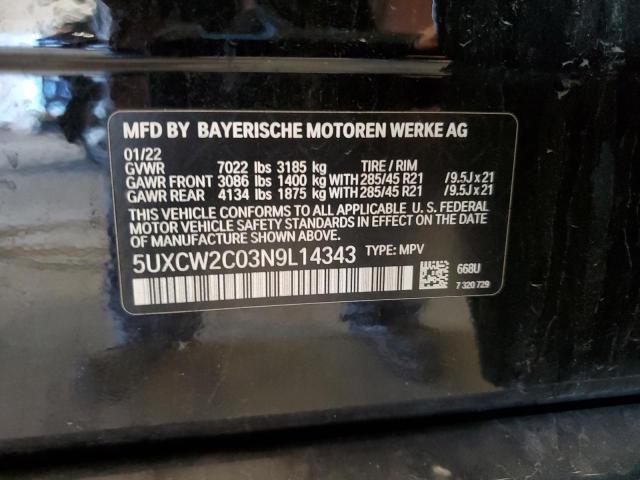 MFD BY BAYERISCHE MOTOREN WERKE AG
01/22
GVWR 7022 lbs 3185 kg TIRE / RIM
GAWR FRONT 3086 lbs 1400 kg WITH 285/45 R21 /9.5J x 21
GAWR REAR 4134 lbs 1875 kg WITH 285/45 R21 /9.5J x 21
THIS VEHICLE CONFORMS TO ALL APPLICABLE U. S. FEDERAL
MOTOR VEHICLE SAFETY STANDARDS IN EFFECT ON THE DATE
OF MANUFACTURE SHOWN ABOVE.
5UXCW2C03N9L14343 TYPE: MPV
668U
7 320 729